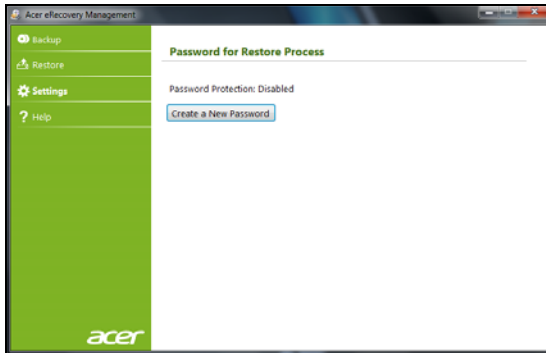 Acer eRecovery Management
Backup
Restore
Settings
? Help
Password for Restore Process
Password Protection: Disabled
Create a New Password
acer